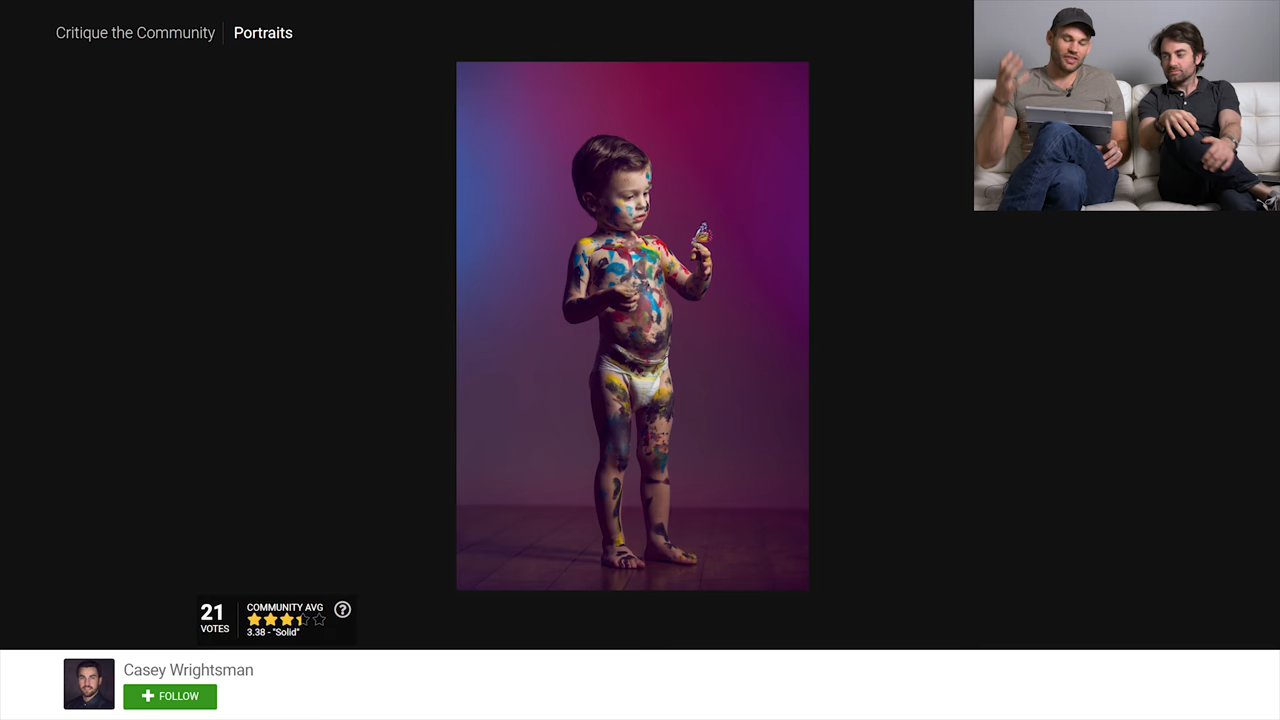 Critique the Community
Portraits
21
VOTES
COMMUNITY AVG
3.38 - "Solid"
Casey Wrightsman
FOLLOW